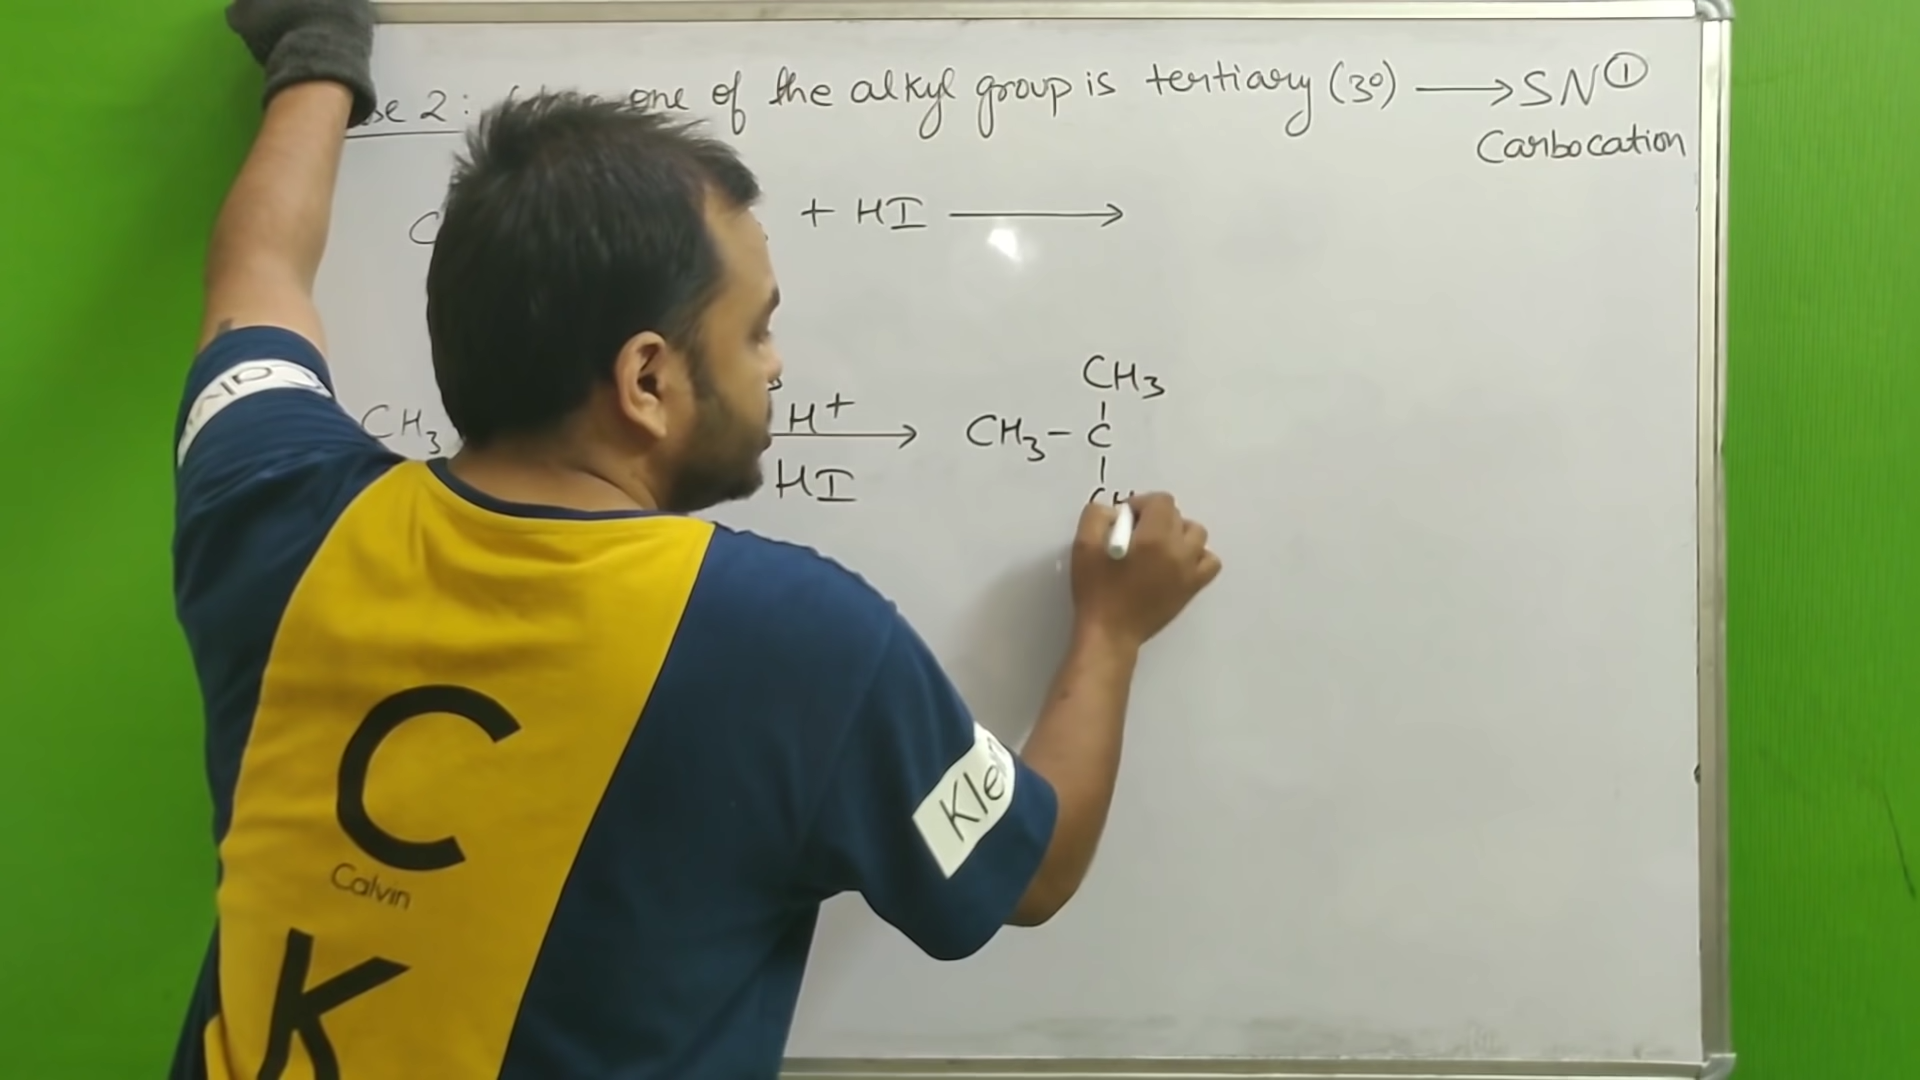 se 2: one of the alkyl group is tertiary (3°) ⟶ SN①
Carbocation
C + HI ⟶
CH3
CH3 H+ ⟶ CH3 - C
HI
CH
Kle
C
Calvin
K